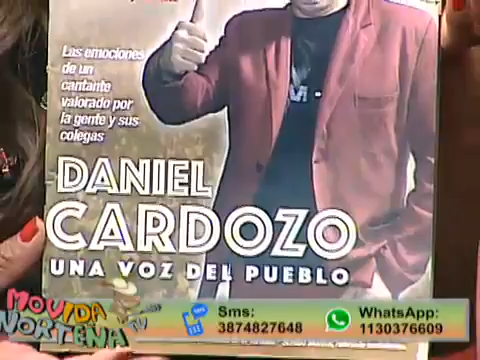 Las emociones
de un
cantante
valorado por
la gente y sus
colegas
DANIEL
CARDOZO
UNA VOZ DEL PUEBLO
MOVIDA
NORTEÑA
TV
Sms:
3874827648
WhatsApp:
1130376609